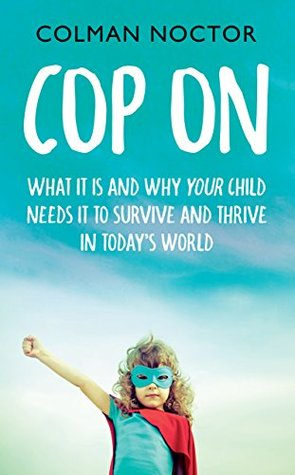 COLMAN NOCTOR
COP ON
WHAT IT IS AND WHY YOUR CHILD
NEEDS IT TO SURVIVE AND THRIVE
IN TODAY'S WORLD